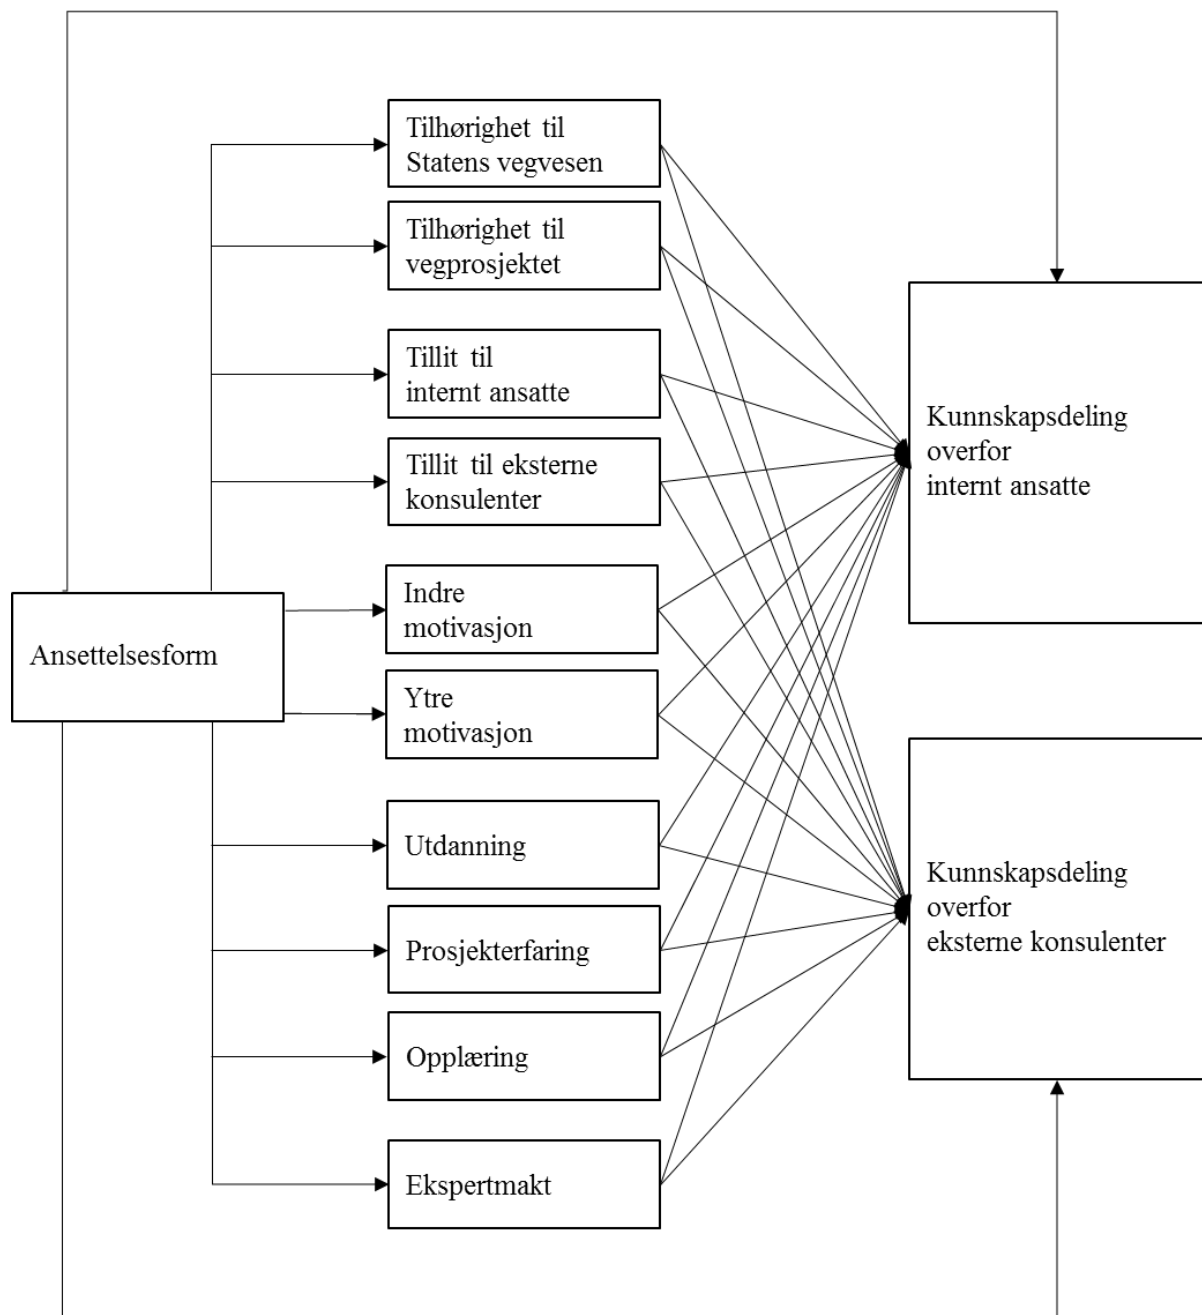 Tilhørighet til
Statens vegvesen
Tilhørighet til
vegprosjektet
Tillit til
internt ansatte
Tillit til eksterne
konsulenter
Indre
motivasjon
Ansettelsesform
Ytre
motivasjon
Utdanning
Prosjekterfaring
Opplæring
Ekspertmakt
Kunnskapsdeling
overfor
internt ansatte
Kunnskapsdeling
overfor
eksterne konsulenter